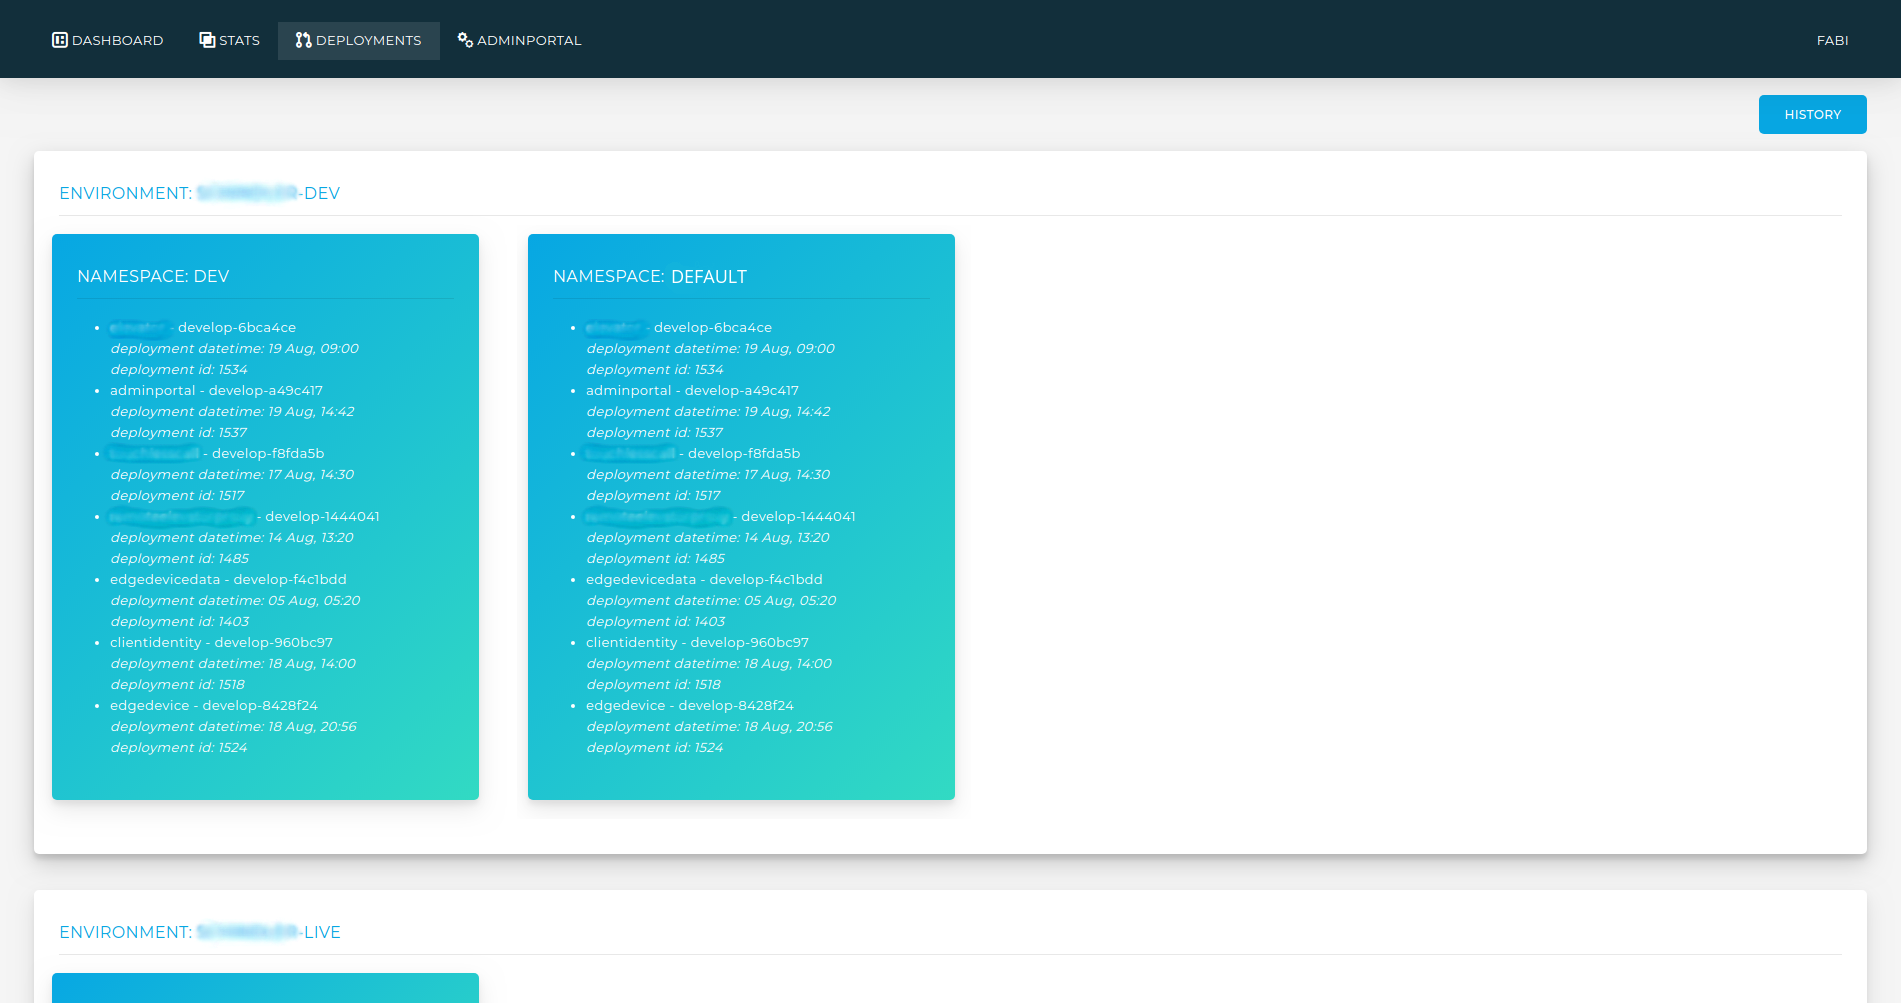 DASHBOARD STATS DEPLOYMENTS ADMINPORTAL FABI
HISTORY
ENVIRONMENT: -DEV
NAMESPACE: DEV
- develop-6bca4ce
deployment datetime: 19 Aug, 09:00
deployment id: 1534
adminportal - develop-a49c417
deployment datetime: 19 Aug, 14:42
deployment id: 1537
- develop-f8fda5b
deployment datetime: 17 Aug, 14:30
deployment id: 1517
- develop-1444041
deployment datetime: 14 Aug, 13:20
deployment id: 1485
edgedevicedata - develop-f4c1bdd
deployment datetime: 05 Aug, 05:20
deployment id: 1403
clientidentity - develop-960bc97
deployment datetime: 18 Aug, 14:00
deployment id: 1518
edgedevice - develop-8428f24
deployment datetime: 18 Aug, 20:56
deployment id: 1524
NAMESPACE: DEFAULT
- develop-6bca4ce
deployment datetime: 19 Aug, 09:00
deployment id: 1534
adminportal - develop-a49c417
deployment datetime: 19 Aug, 14:42
deployment id: 1537
- develop-f8fda5b
deployment datetime: 17 Aug, 14:30
deployment id: 1517
- develop-1444041
deployment datetime: 14 Aug, 13:20
deployment id: 1485
edgedevicedata - develop-f4c1bdd
deployment datetime: 05 Aug, 05:20
deployment id: 1403
clientidentity - develop-960bc97
deployment datetime: 18 Aug, 14:00
deployment id: 1518
edgedevice - develop-8428f24
deployment datetime: 18 Aug, 20:56
deployment id: 1524
ENVIRONMENT: -LIVE